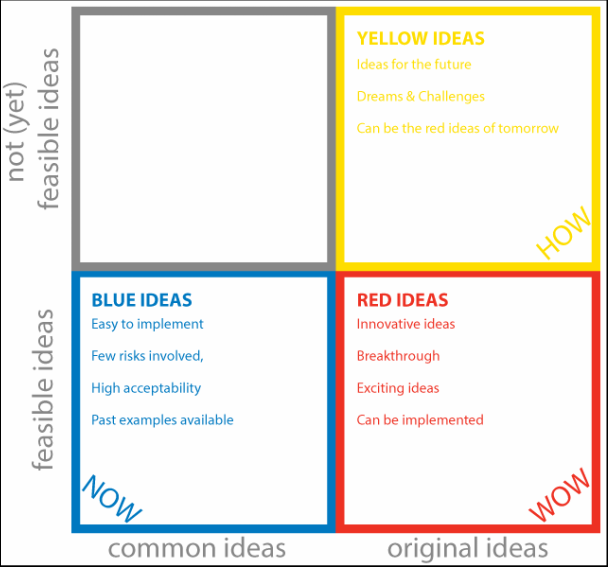 not (yet)
feasible ideas
YELLOW IDEAS
Ideas for the future
Dreams & Challenges
Can be the red ideas of tomorrow
HOW
feasible ideas
BLUE IDEAS
Easy to implement
Few risks involved,
High acceptability
Past examples available
NOW
RED IDEAS
Innovative ideas
Breakthrough
Exciting ideas
Can be implemented
WOW
common ideas
original ideas